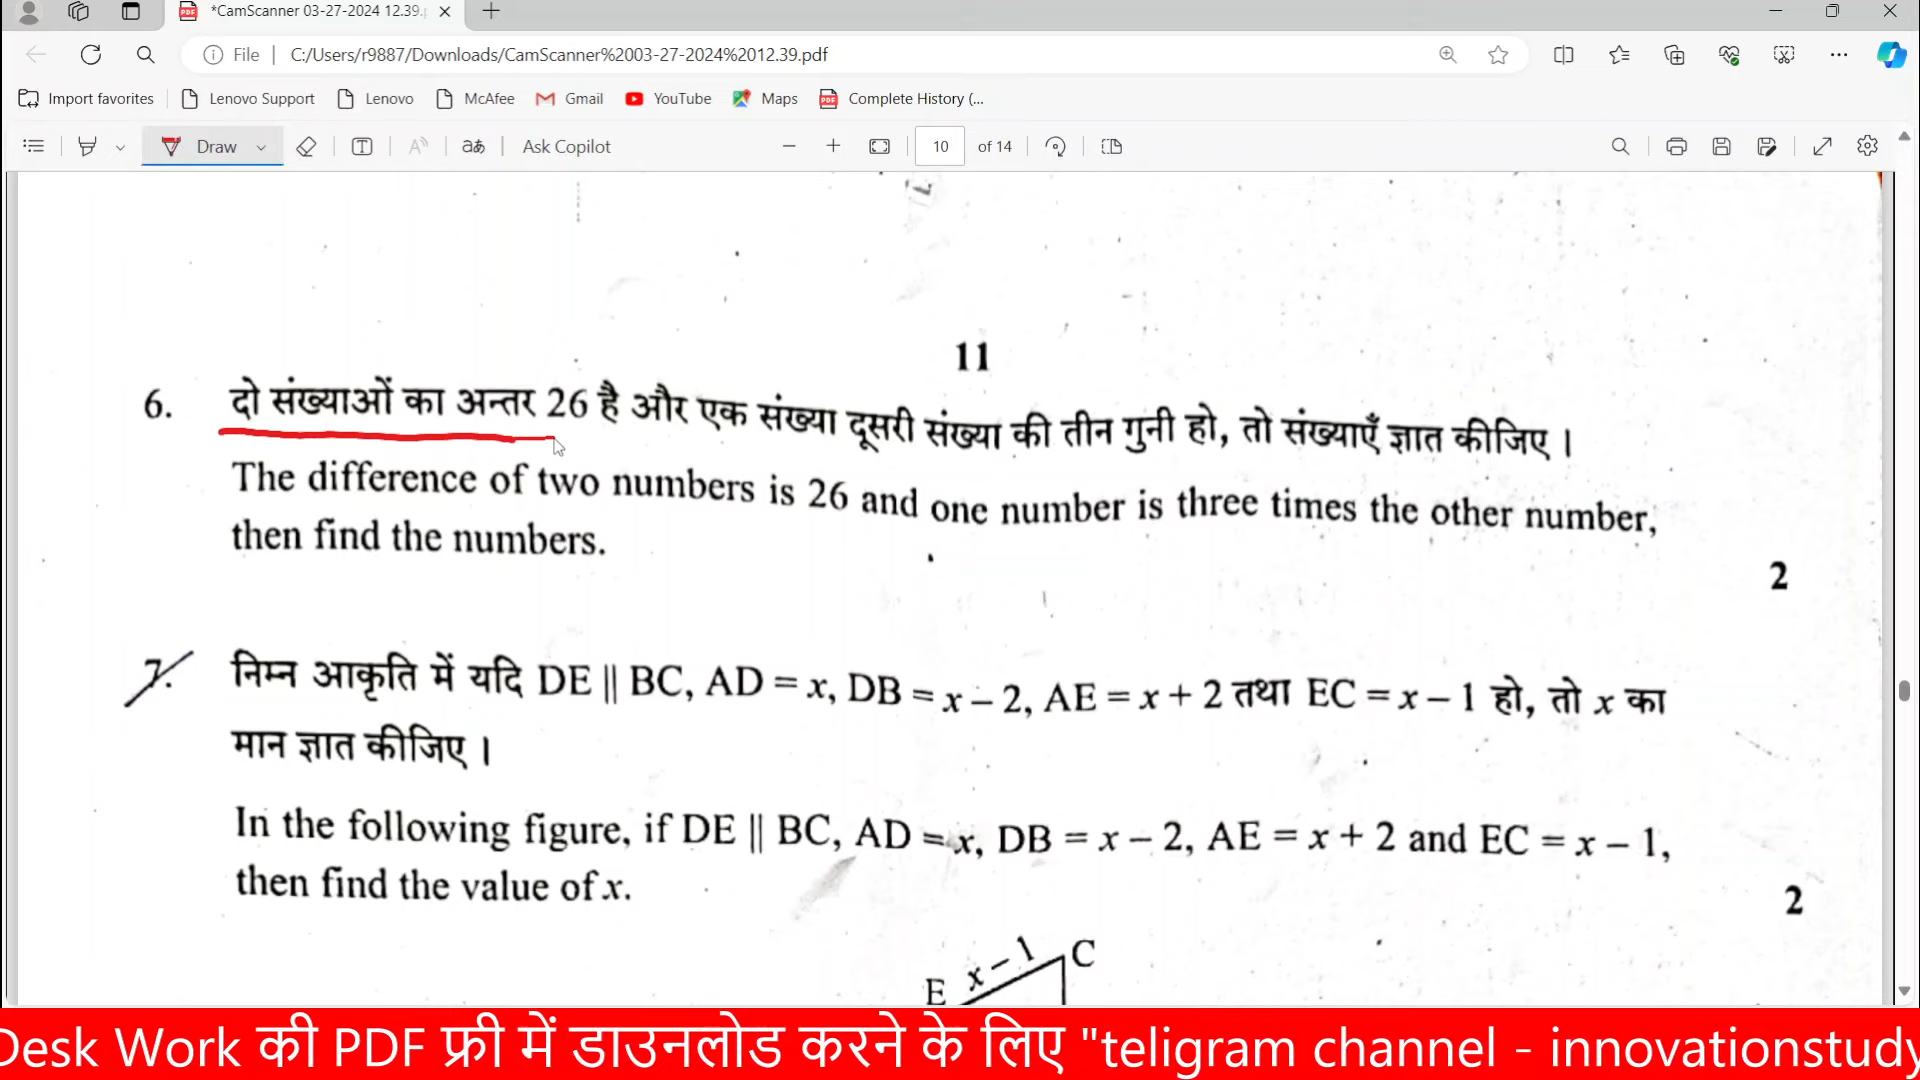 *CamScanner 03-27-2024 12.39.
File C:/Users/r9887/Downloads/CamScanner%2003-27-2024%2012.39.pdf
Import favorites Lenovo Support Lenovo McAfee Gmail YouTube Maps Complete History (...
Draw Ask Copilot 10 of 14
11
6. दो संख्याओं का अन्तर 26 है और एक संख्या दूसरी संख्या की तीन गुनी हो, तो संख्याएँ ज्ञात कीजिए ।
The difference of two numbers is 26 and one number is three times the other number,
then find the numbers.
2
7. निम्न आकृति में यदि DE || BC, AD = x, DB = x – 2, AE = x + 2 तथा EC = x – 1 हो, तो x का
मान ज्ञात कीजिए ।
In the following figure, if DE || BC, AD = x, DB = x – 2, AE = x + 2 and EC = x – 1,
then find the value of x.
2
x – 1 C
E
Desk Work की PDF फ्री में डाउनलोड करने के लिए "teligram channel - innovationstudy